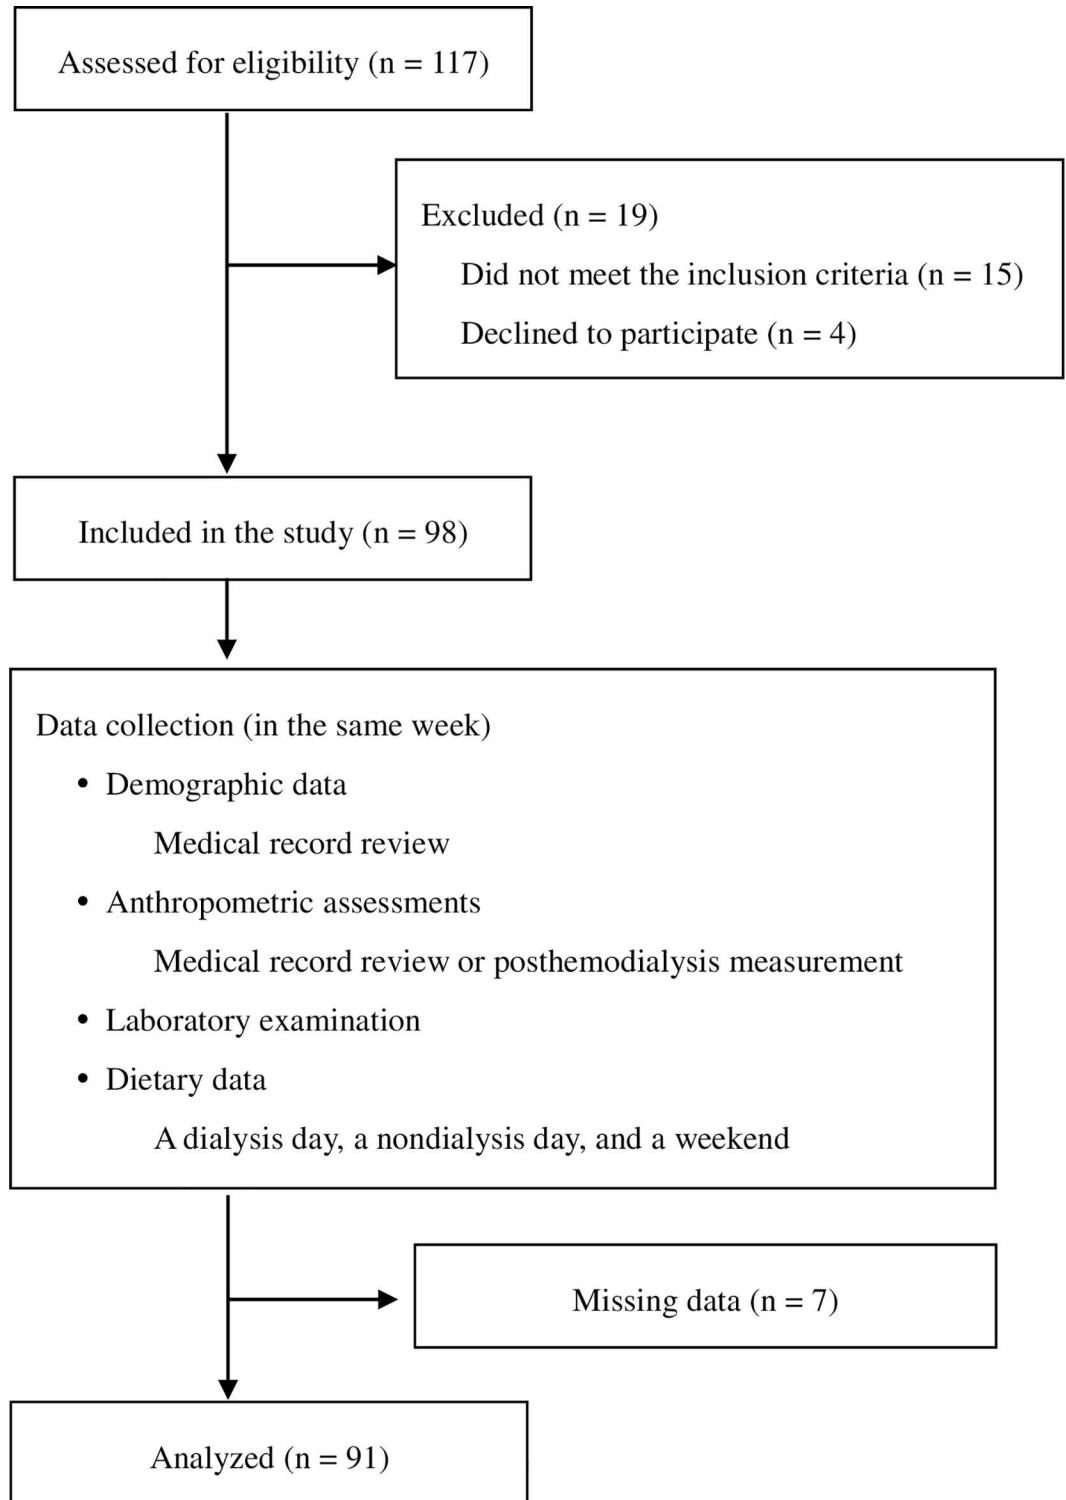 Assessed for eligibility (n = 117)
Excluded (n = 19)
Did not meet the inclusion criteria (n = 15)
Declined to participate (n = 4)
Included in the study (n = 98)
Data collection (in the same week)
• Demographic data
Medical record review
• Anthropometric assessments
Medical record review or posthemodialysis measurement
• Laboratory examination
• Dietary data
A dialysis day, a nondialysis day, and a weekend
Missing data (n = 7)
Analyzed (n = 91)